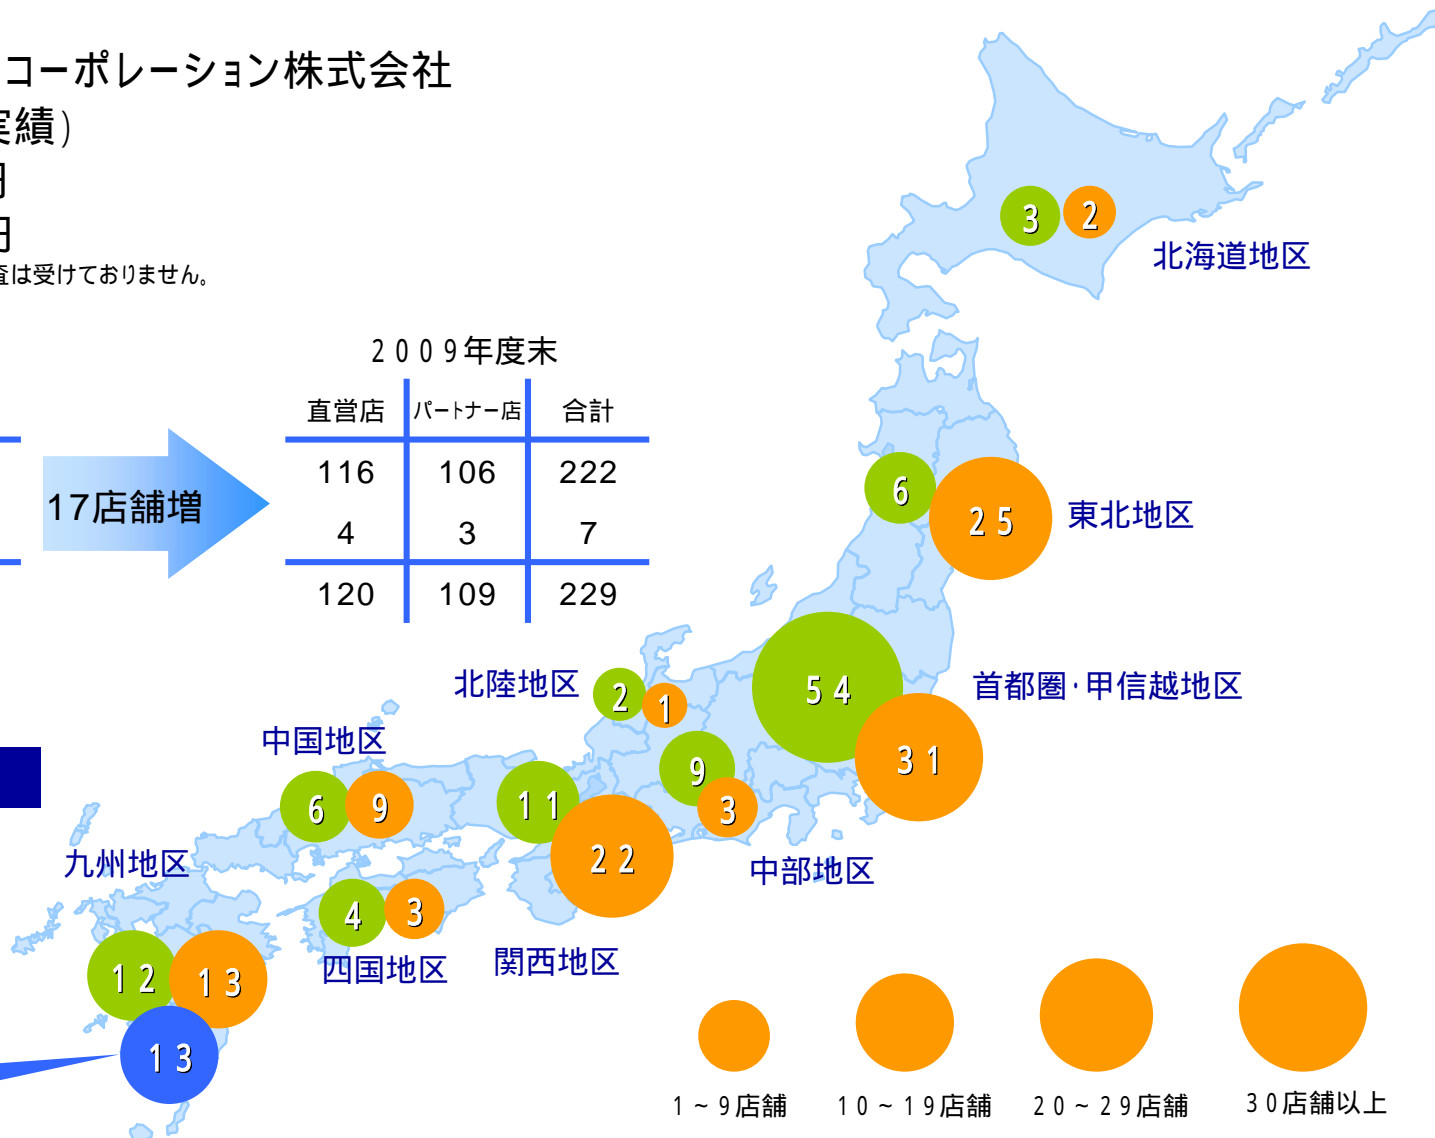 コーポレーション株式会社
実績)
円
円
査は受けておりません。
2009年度末
直営店 パートナー店 合計
116 106 222
4 3 7
120 109 229
17店舗増
3 2
北海道地区
6 25
東北地区
54 31
首都圏・甲信越地区
北陸地区
2 1
中国地区
6 9
9 3
中部地区
11 22
関西地区
九州地区
12 13
13
4 3
四国地区
1~9店舗 10~19店舗 20~29店舗 30店舗以上